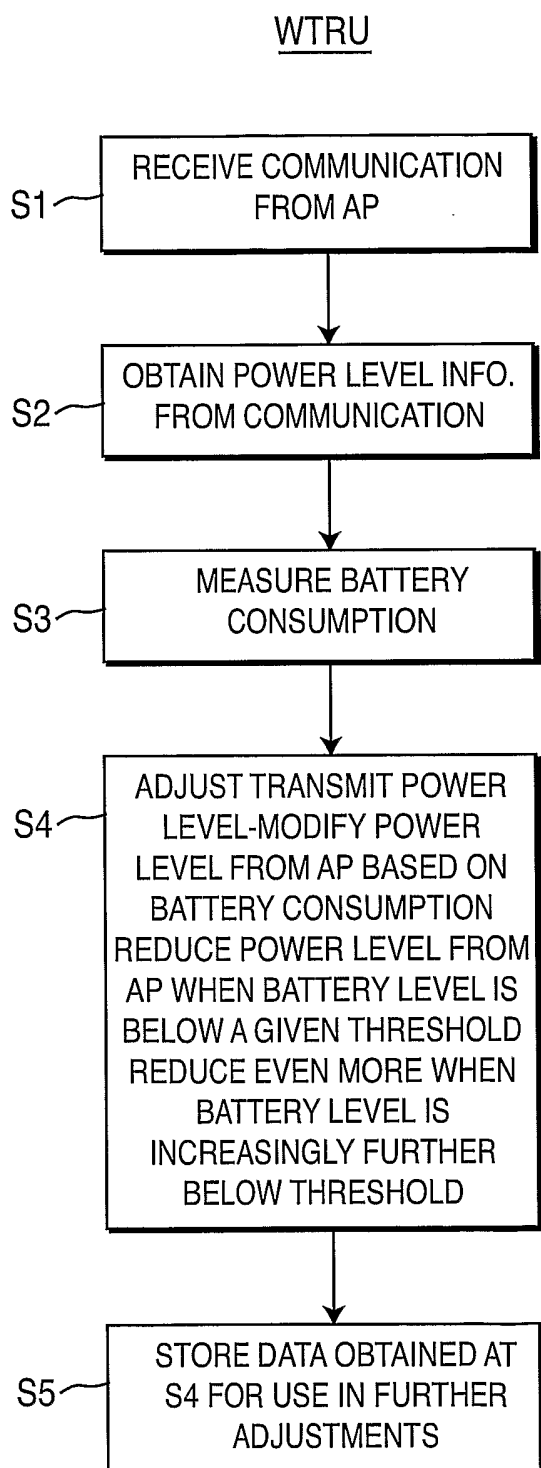 WTRU
S1
RECEIVE COMMUNICATION
FROM AP
S2
OBTAIN POWER LEVEL INFO.
FROM COMMUNICATION
S3
MEASURE BATTERY
CONSUMPTION
S4
ADJUST TRANSMIT POWER
LEVEL-MODIFY POWER
LEVEL FROM AP BASED ON
BATTERY CONSUMPTION
REDUCE POWER LEVEL FROM
AP WHEN BATTERY LEVEL IS
BELOW A GIVEN THRESHOLD
REDUCE EVEN MORE WHEN
BATTERY LEVEL IS
INCREASINGLY FURTHER
BELOW THRESHOLD
S5
STORE DATA OBTAINED AT
S4 FOR USE IN FURTHER
ADJUSTMENTS